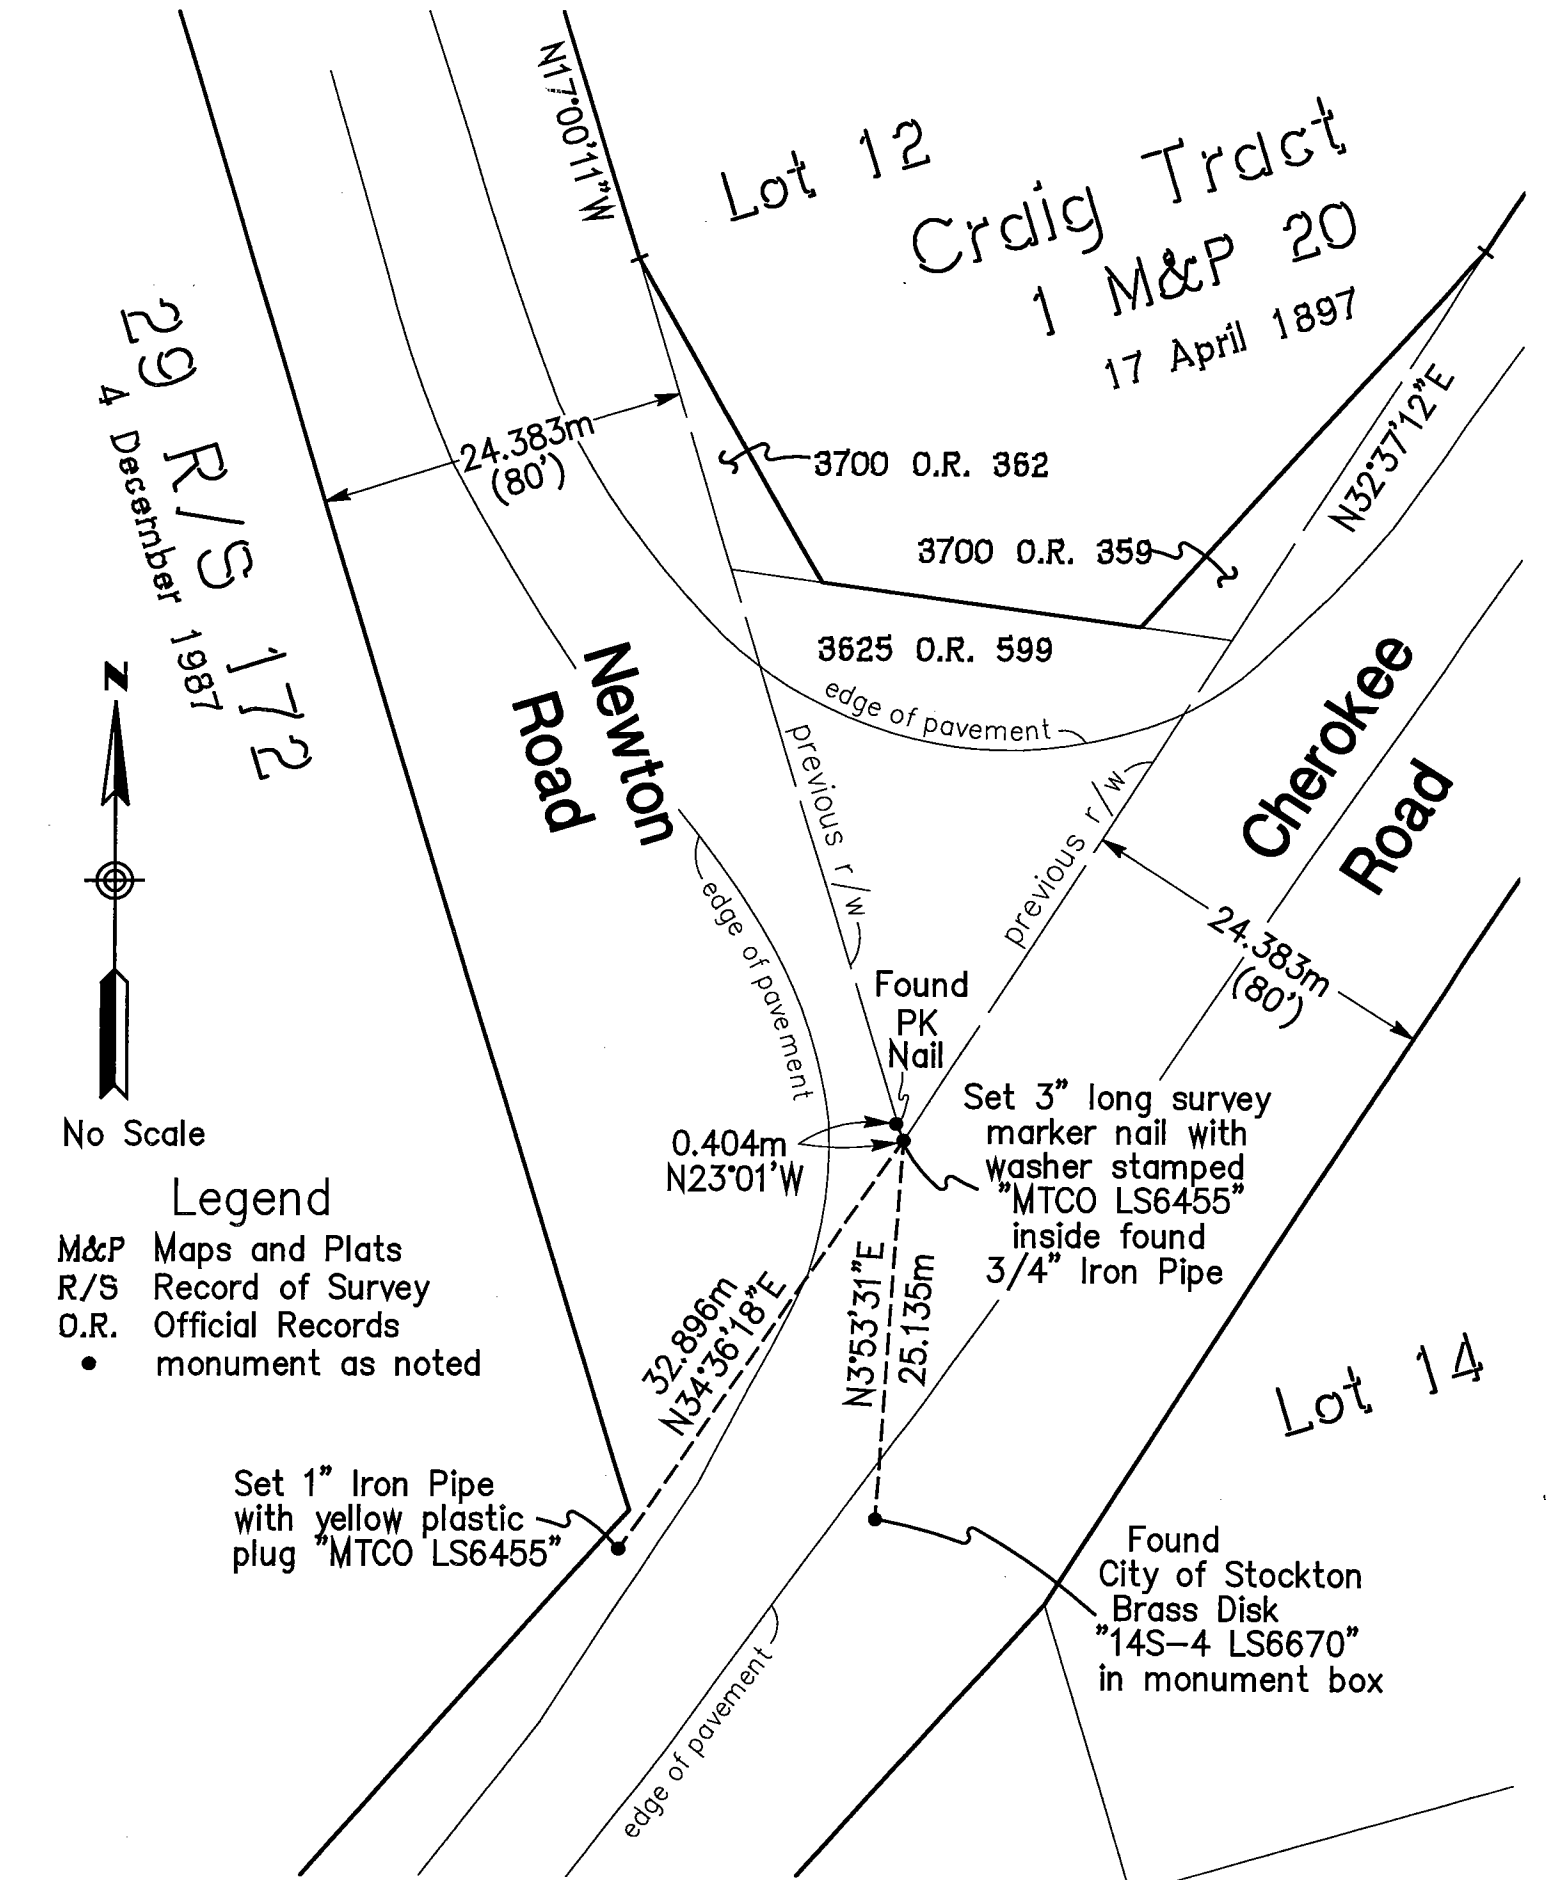 N17°00'11"W
Lot 12
Craig Tract
1 M&P 20
17 April 1897
29 R/S 172
4 December 1987
24.383m
(80')
3700 O.R. 362
3700 O.R. 359
N32°37'12"E
3625 O.R. 599
edge of pavement
Newton
Road
Cherokee
Road
previous r/w
previous r/w
edge of pavement
24.383m
(80')
N
No Scale
Found
PK
Nail
0.404m
N23°01'W
Set 3" long survey
marker nail with
washer stamped
"MTCO LS6455"
inside found
3/4" Iron Pipe
Legend
M&P Maps and Plats
R/S Record of Survey
O.R. Official Records
• monument as noted
32.896m
N34°36'18"E
N3°53'31"E
25.135m
Lot 14
Set 1" Iron Pipe
with yellow plastic
plug "MTCO LS6455"
Found
City of Stockton
Brass Disk
"14S-4 LS6670"
in monument box
edge of pavement